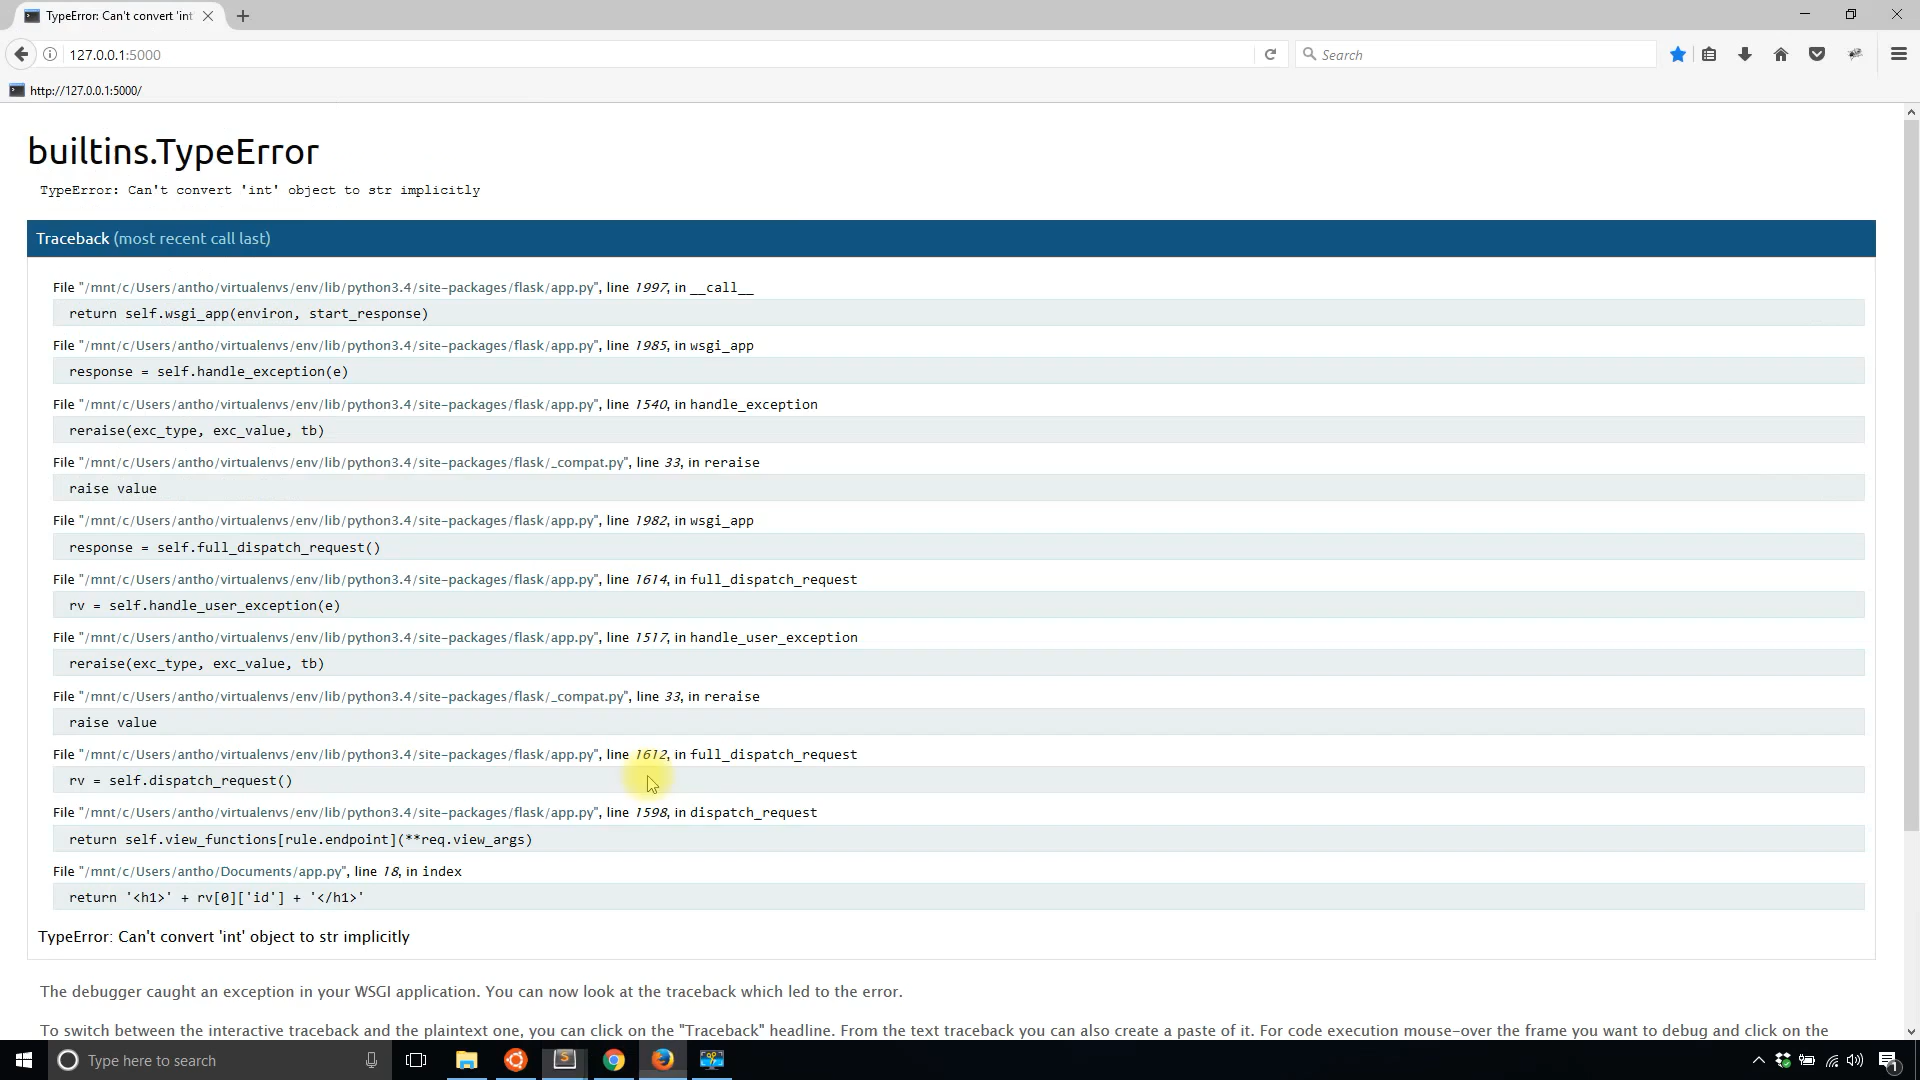 TypeError: Can't convert 'int
127.0.0.1:5000
Search
http://127.0.0.1:5000/
builtins.TypeError
TypeError: Can't convert 'int' object to str implicitly
Traceback (most recent call last)
File "/mnt/c/Users/antho/virtualenvs/env/lib/python3.4/site-packages/flask/app.py", line 1997, in __call__
return self.wsgi_app(environ, start_response)
File "/mnt/c/Users/antho/virtualenvs/env/lib/python3.4/site-packages/flask/app.py", line 1985, in wsgi_app
response = self.handle_exception(e)
File "/mnt/c/Users/antho/virtualenvs/env/lib/python3.4/site-packages/flask/app.py", line 1540, in handle_exception
reraise(exc_type, exc_value, tb)
File "/mnt/c/Users/antho/virtualenvs/env/lib/python3.4/site-packages/flask/_compat.py", line 33, in reraise
raise value
File "/mnt/c/Users/antho/virtualenvs/env/lib/python3.4/site-packages/flask/app.py", line 1982, in wsgi_app
response = self.full_dispatch_request()
File "/mnt/c/Users/antho/virtualenvs/env/lib/python3.4/site-packages/flask/app.py", line 1614, in full_dispatch_request
rv = self.handle_user_exception(e)
File "/mnt/c/Users/antho/virtualenvs/env/lib/python3.4/site-packages/flask/app.py", line 1517, in handle_user_exception
reraise(exc_type, exc_value, tb)
File "/mnt/c/Users/antho/virtualenvs/env/lib/python3.4/site-packages/flask/_compat.py", line 33, in reraise
raise value
File "/mnt/c/Users/antho/virtualenvs/env/lib/python3.4/site-packages/flask/app.py", line 1612, in full_dispatch_request
rv = self.dispatch_request()
File "/mnt/c/Users/antho/virtualenvs/env/lib/python3.4/site-packages/flask/app.py", line 1598, in dispatch_request
return self.view_functions[rule.endpoint](**req.view_args)
File "/mnt/c/Users/antho/Documents/app.py", line 18, in index
return '<h1>' + rv[0]['id'] + '</h1>'
TypeError: Can't convert 'int' object to str implicitly
The debugger caught an exception in your WSGI application. You can now look at the traceback which led to the error.
To switch between the interactive traceback and the plaintext one, you can click on the "Traceback" headline. From the text traceback you can also create a paste of it. For code execution mouse-over the frame you want to debug and click on the
Type here to search
1